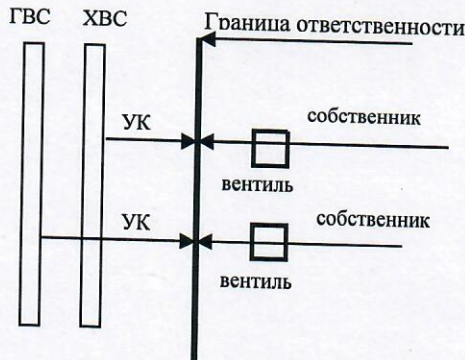 ГВС ХВС Граница ответственности
УК собственник
вентиль
УК собственник
вентиль